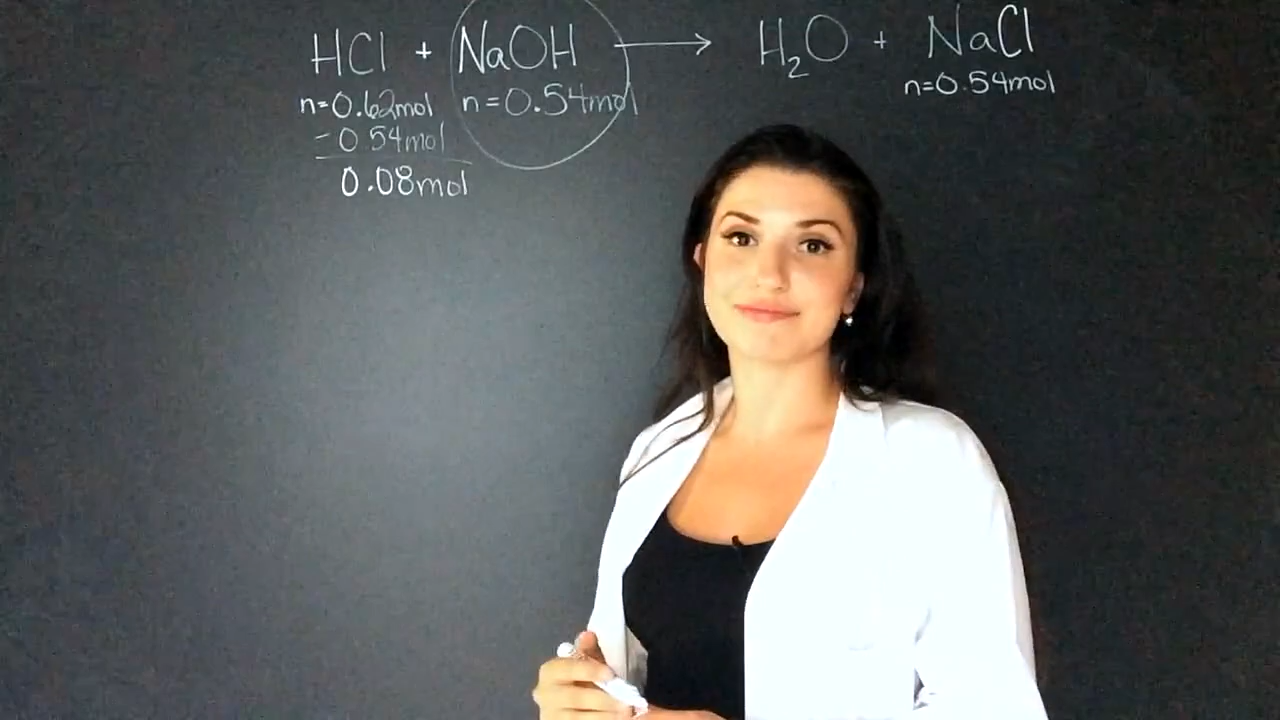 HCl + NaOH → H₂O + NaCl
n=0.62mol n=0.54mol n=0.54mol
-0.54mol
0.08mol